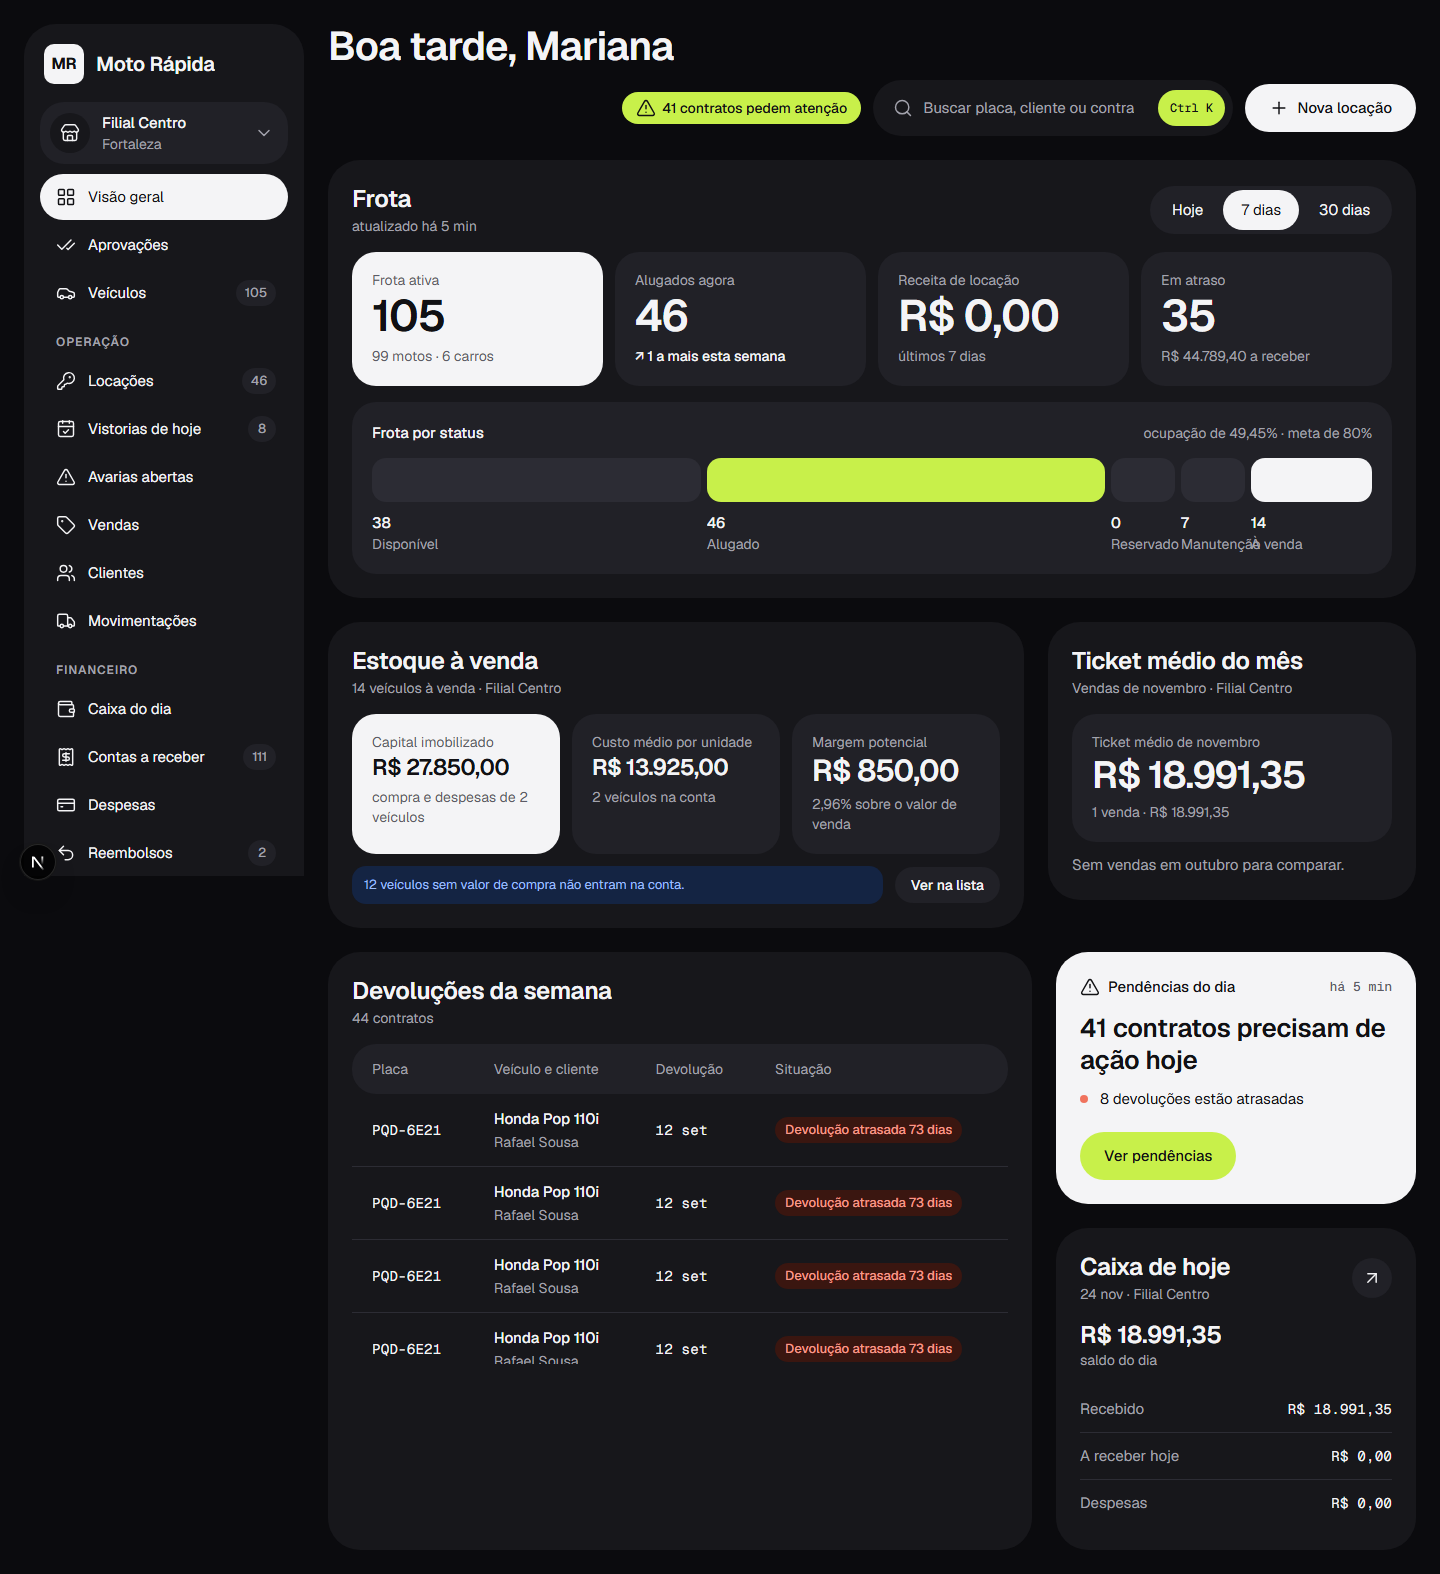 MR
Moto Rápida
Filial Centro
Fortaleza
Visão geral
Aprovações
Veículos 105
OPERAÇÃO
Locações 46
Vistorias de hoje 8
Avarias abertas
Vendas
Clientes
Movimentações
FINANCEIRO
Caixa do dia
Contas a receber 111
Despesas
Reembolsos 2
N
Boa tarde, Mariana
41 contratos pedem atenção
Buscar placa, cliente ou contra
Ctrl K
Nova locação
Frota
atualizado há 5 min
Hoje 7 dias 30 dias
Frota ativa
105
99 motos · 6 carros
Alugados agora
46
1 a mais esta semana
Receita de locação
R$ 0,00
últimos 7 dias
Em atraso
35
R$ 44.789,40 a receber
Frota por status
ocupação de 49,45% · meta de 80%
38
Disponível
46
Alugado
0
Reservado
7
Manutenção
14
À venda
Estoque à venda
14 veículos à venda · Filial Centro
Capital imobilizado
R$ 27.850,00
compra e despesas de 2
veículos
Custo médio por unidade
R$ 13.925,00
2 veículos na conta
Margem potencial
R$ 850,00
2,96% sobre o valor de
venda
12 veículos sem valor de compra não entram na conta.
Ver na lista
Ticket médio do mês
Vendas de novembro · Filial Centro
Ticket médio de novembro
R$ 18.991,35
1 venda · R$ 18.991,35
Sem vendas em outubro para comparar.
Devoluções da semana
44 contratos
Placa Veículo e cliente Devolução Situação
PQD-6E21 Honda Pop 110i 12 set Devolução atrasada 73 dias
Rafael Sousa
PQD-6E21 Honda Pop 110i 12 set Devolução atrasada 73 dias
Rafael Sousa
PQD-6E21 Honda Pop 110i 12 set Devolução atrasada 73 dias
Rafael Sousa
PQD-6E21 Honda Pop 110i 12 set Devolução atrasada 73 dias
Rafael Sousa
Pendências do dia
há 5 min
41 contratos precisam de
ação hoje
8 devoluções estão atrasadas
Ver pendências
Caixa de hoje
24 nov · Filial Centro
R$ 18.991,35
saldo do dia
Recebido R$ 18.991,35
A receber hoje R$ 0,00
Despesas R$ 0,00